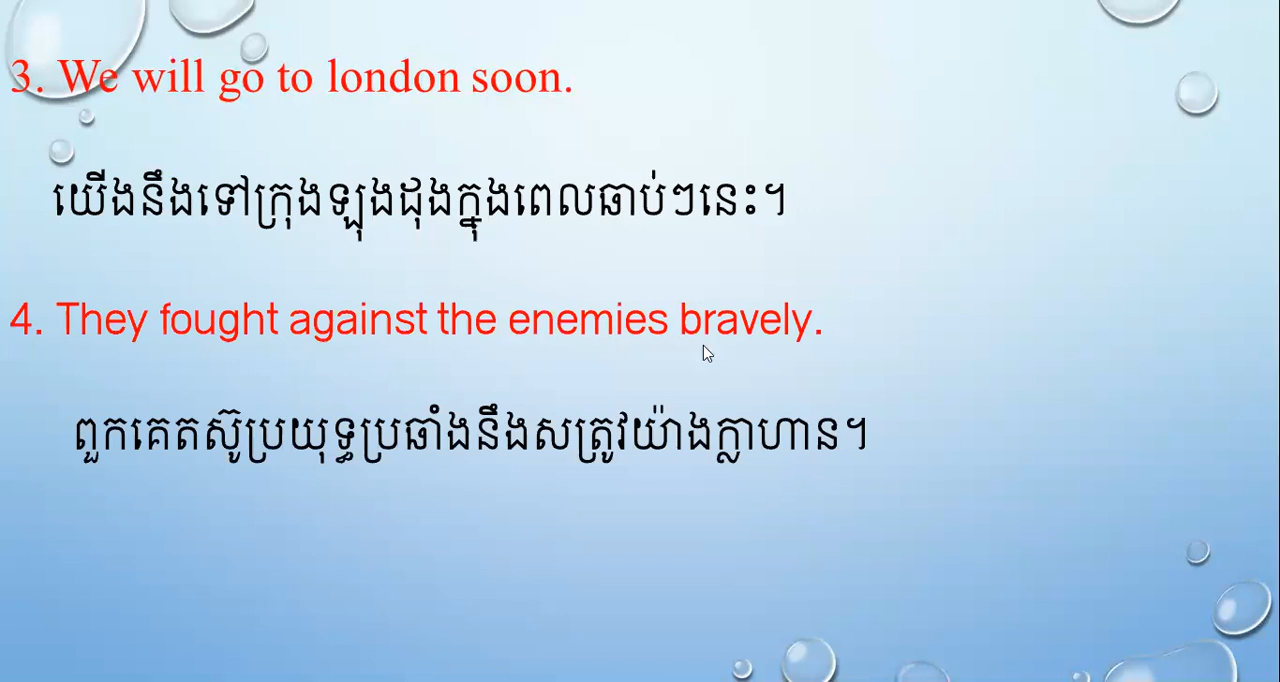 3. We will go to london soon.
យើងនឹងទៅក្រុងឡុងដុងក្នុងពេលឆាប់ៗនេះ។
4. They fought against the enemies bravely.
ពួកគេតស៊ូប្រយុទ្ធប្រឆាំងនឹងសត្រូវយ៉ាងក្លាហាន។